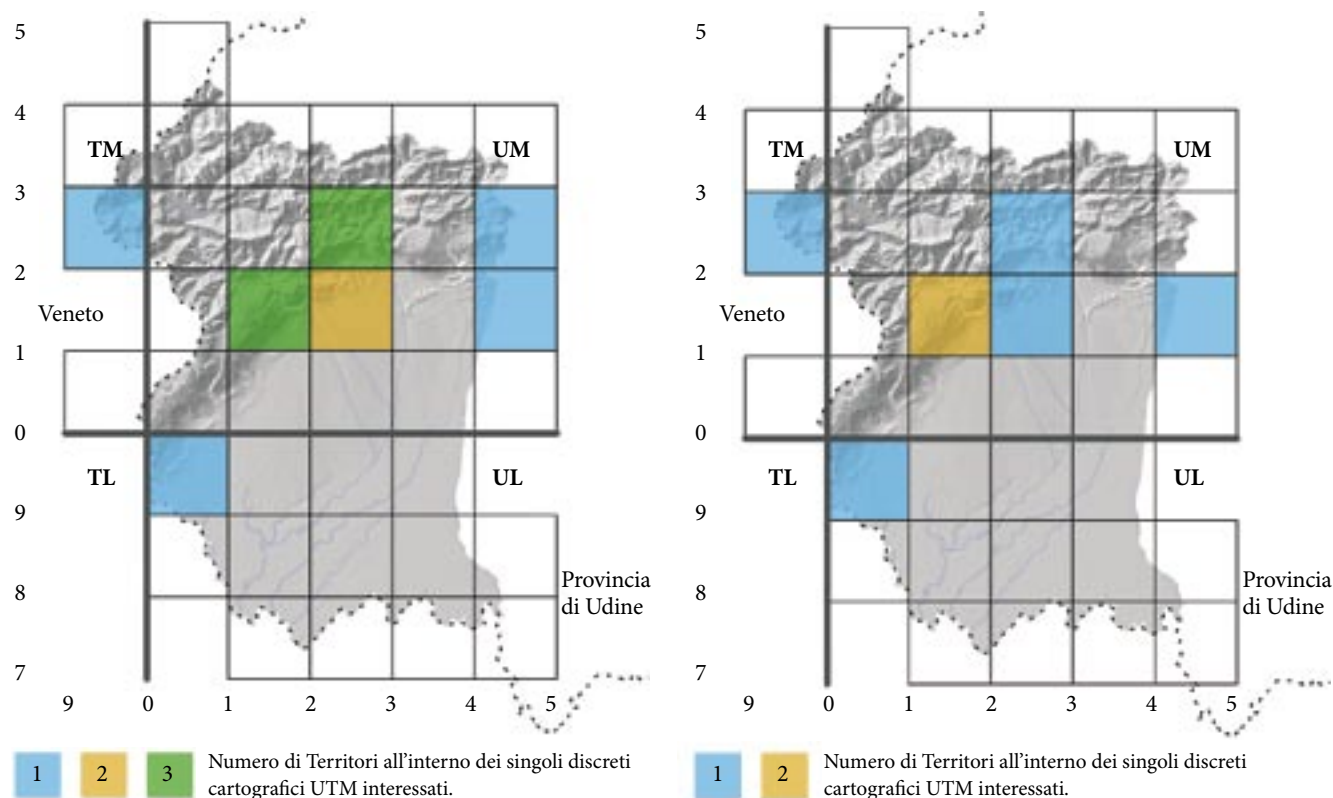 5
4
TM
UM
3
2
Veneto
1
0
TL
UL
9
8
Provincia
di Udine
7
9 0 1 2 3 4 5
1 2 3 Numero di Territori all'interno dei singoli discreti
cartografici UTM interessati.
5
4
TM
UM
3
2
Veneto
1
0
TL
UL
9
8
Provincia
di Udine
7
9 0 1 2 3 4 5
1 2 Numero di Territori all'interno dei singoli discreti
cartografici UTM interessati.